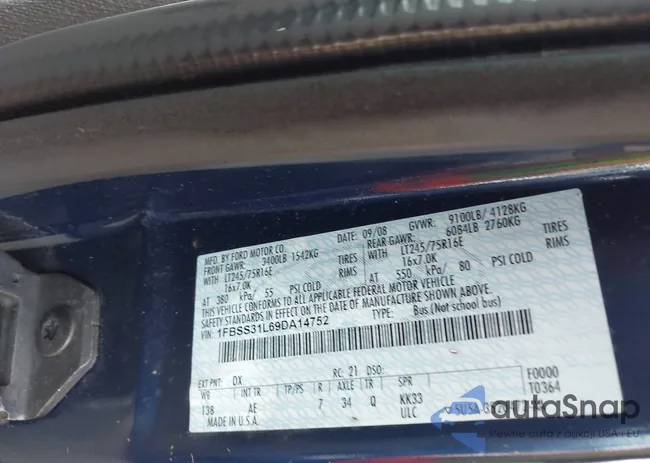 MFD. BY FORD MOTOR CO. DATE: 09/08 GVWR: 9100LB/ 4128KG
FRONT GAWR: 3400LB 1542KG REAR GAWR: 6084LB 2760KG
WITH LT245/75R16E TIRES WITH LT245/75R16E TIRES
16x7.0K RIMS 16x7.0K RIMS
AT 380 kPa/ 55 PSI COLD AT 550 kPa/ 80 PSI COLD
THIS VEHICLE CONFORMS TO ALL APPLICABLE FEDERAL MOTOR VEHICLE
SAFETY STANDARDS IN EFFECT ON THE DATE OF MANUFACTURE SHOWN ABOVE.
VIN: 1FBSS31L69DA14752 TYPE: Bus (Not school bus)
EXT PNT: DX RC: 21 DSO: F0000
WB INT TR TP/PS R AXLE TR SPR T0364
138 AE 7 34 Q KK33
MADE IN U.S.A. ULC
autoSnap
Pewne auta z aukcji USA i EU